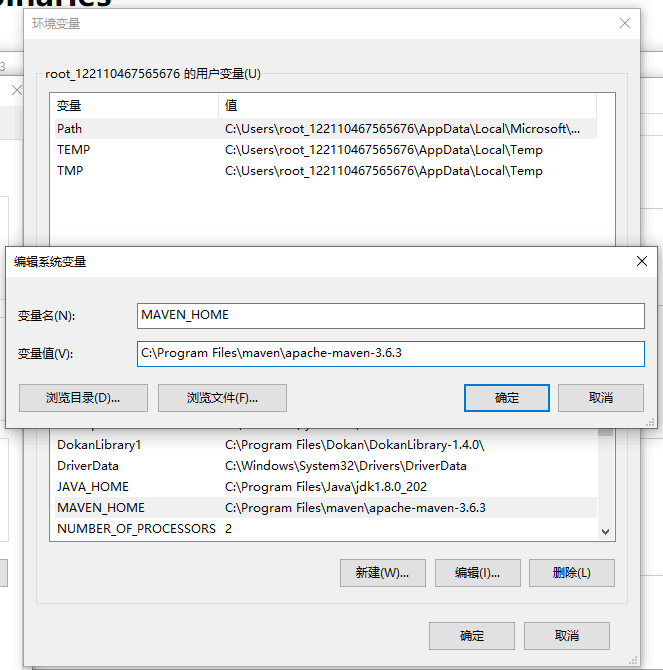 环境变量
root_122110467565676 的用户变量(U)
变量 值
Path C:\Users\root_122110467565676\AppData\Local\Microsoft\...
TEMP C:\Users\root_122110467565676\AppData\Local\Temp
TMP C:\Users\root_122110467565676\AppData\Local\Temp
编辑系统变量
变量名(N): MAVEN_HOME
变量值(V): C:\Program Files\maven\apache-maven-3.6.3
浏览目录(D)... 浏览文件(F)... 确定 取消
DokanLibrary1 C:\Program Files\Dokan\DokanLibrary-1.4.0\
DriverData C:\Windows\System32\Drivers\DriverData
JAVA_HOME C:\Program Files\Java\jdk1.8.0_202
MAVEN_HOME C:\Program Files\maven\apache-maven-3.6.3
NUMBER_OF_PROCESSORS 2
新建(W)... 编辑(I)... 删除(L)
确定 取消